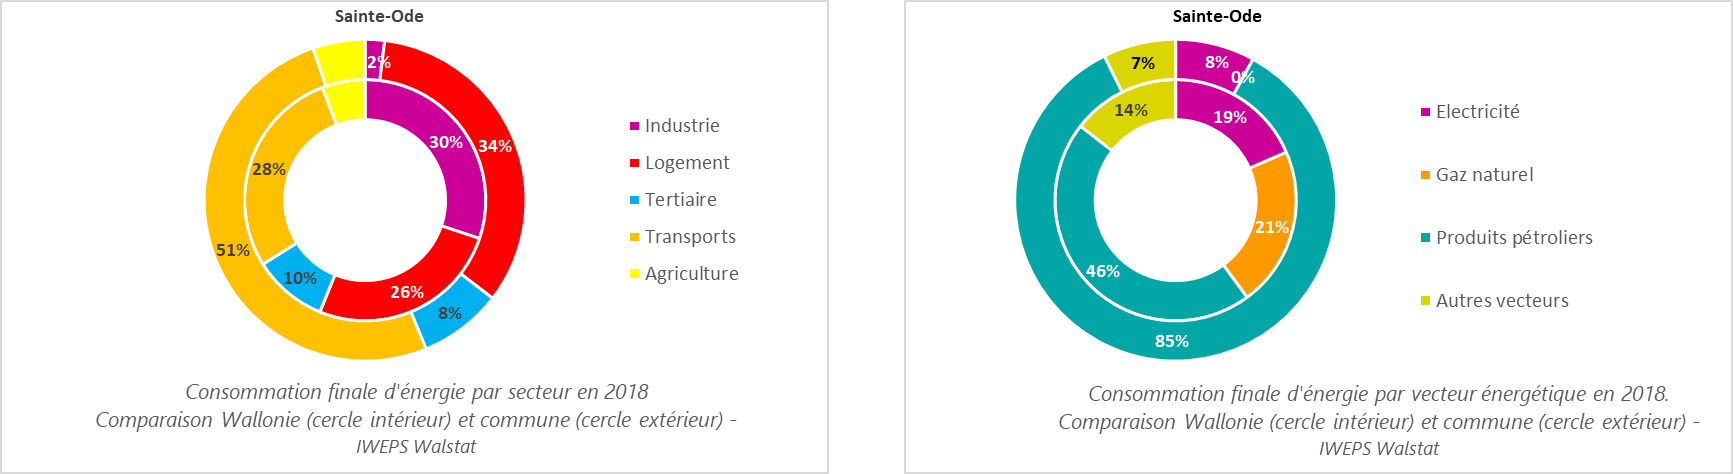 Sainte-Ode
2%
30%
34%
28%
51%
10%
26%
8%
Industrie
Logement
Tertiaire
Transports
Agriculture
Consommation finale d'énergie par secteur en 2018
Comparaison Wallonie (cercle intérieur) et commune (cercle extérieur) -
IWEPS Walstat
Sainte-Ode
7%
8%
0%
14%
19%
21%
46%
85%
Electricité
Gaz naturel
Produits pétroliers
Autres vecteurs
Consommation finale d'énergie par vecteur énergétique en 2018.
Comparaison Wallonie (cercle intérieur) et commune (cercle extérieur) -
IWEPS Walstat